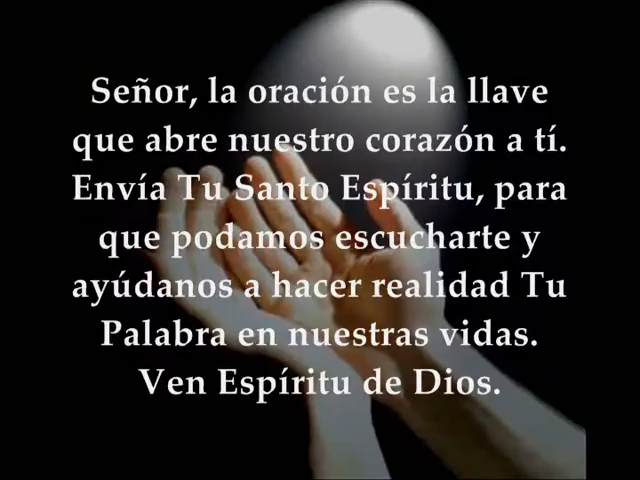 Señor, la oración es la llave
que abre nuestro corazón a tí.
Envía Tu Santo Espíritu, para
que podamos escucharte y
ayúdanos a hacer realidad Tu
Palabra en nuestras vidas.
Ven Espíritu de Dios.